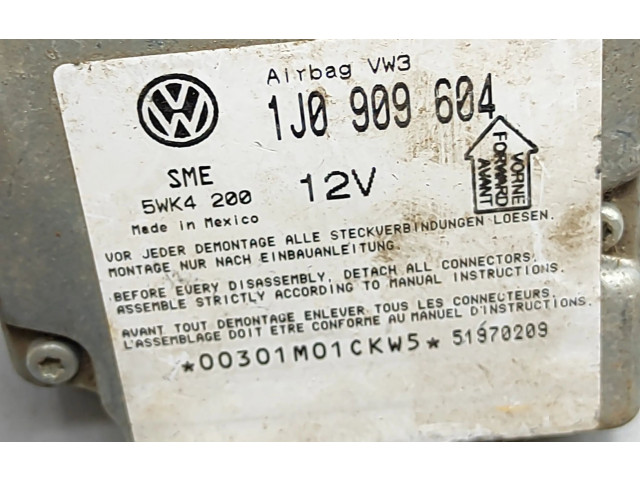 Airbag VW3
1J0 909 604
SME
5WK4 200
12V
Made in Mexico
VORNE
FORWARD
AVANT
VOR JEDER DEMONTAGE ALLE STECKVERBINDUNGEN LOESEN.
MONTAGE NUR NACH EINBAUANLEITUNG.
BEFORE EVERY DISASSEMBLY, DETACH ALL CONNECTORS.
ASSEMBLE STRICTLY ACCORDING TO MANUAL INSTRUCTIONS.
AVANT TOUT DEMONTAGE ENLEVER TOUS LES CONNECTEURS.
L'ASSEMBLAGE DOIT ETRE CONFORME AU MANUEL D'INSTRUCTIONS.
*00301M01CKW5* 51970209